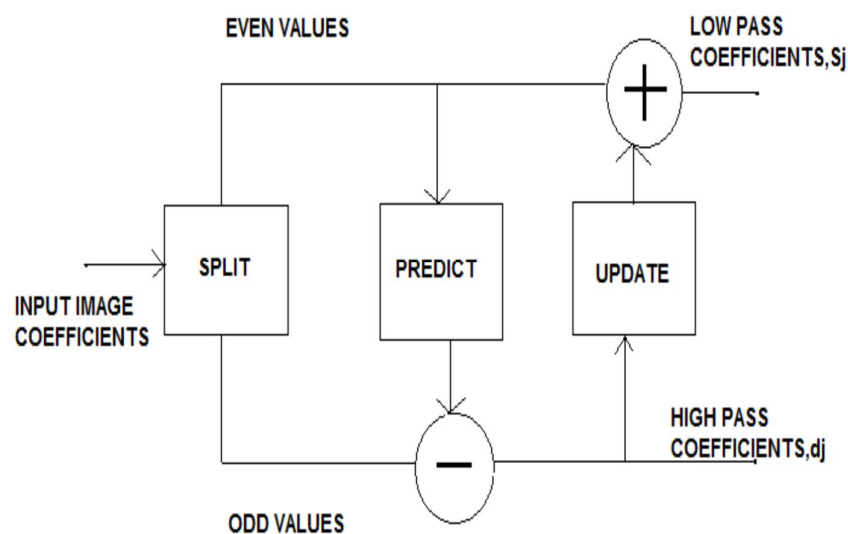 EVEN VALUES
LOW PASS
COEFFICIENTS,Sj
+
SPLIT
PREDICT
UPDATE
INPUT IMAGE
COEFFICIENTS
HIGH PASS
COEFFICIENTS,dj
−
ODD VALUES